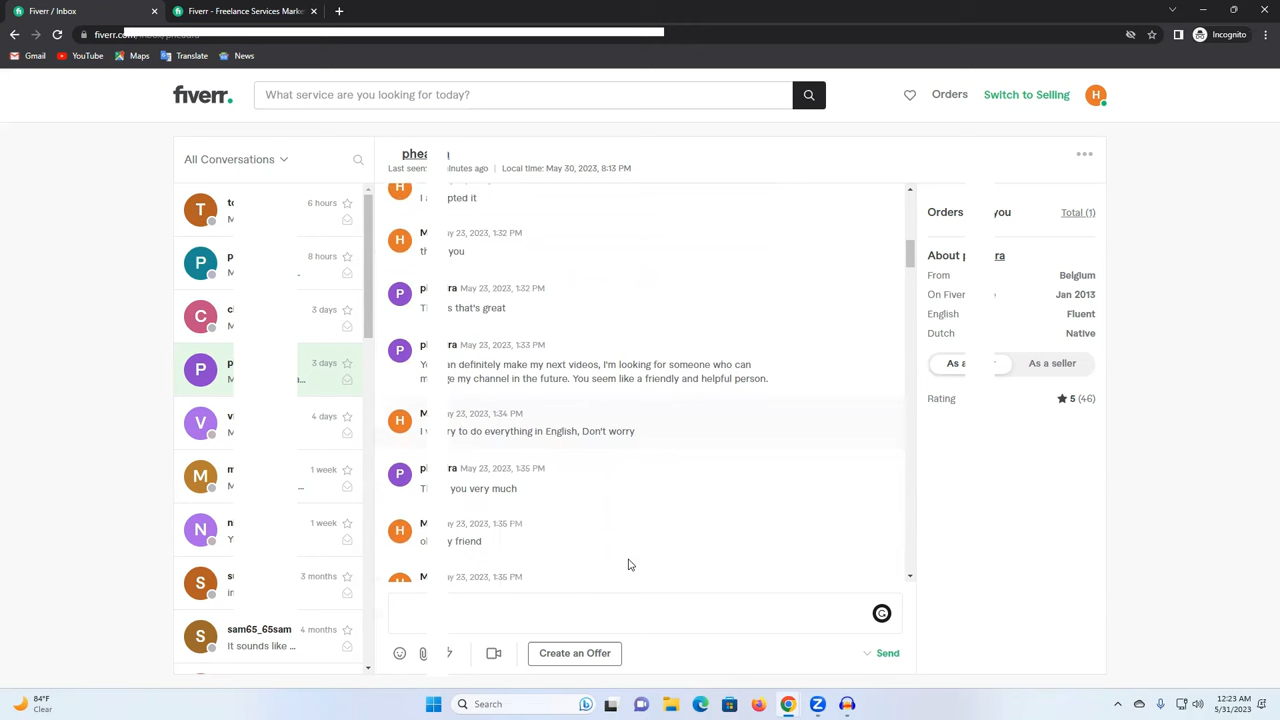 Fiverr / Inbox
Fiverr - Freelance Services Marke
fiverr.com
Incognito
Gmail
YouTube
Maps
Translate
News
fiverr.
What service are you looking for today?
Orders
Switch to Selling
H
All Conversations
Last seen:
Local time: May 30, 2023, 8:13 PM
T
6 hours
P
8 hours
C
3 days
P
3 days
V
4 days
M
1 week
N
1 week
S
3 months
S
sam65_65sam
4 months
It sounds like ...
H
H
23, 2023, 1:32 PM
you
P
May 23, 2023, 1:32 PM
that's great
P
May 23, 2023, 1:33 PM
definitely make my next videos, I'm looking for someone who can
my channel in the future. You seem like a friendly and helpful person.
H
23, 2023, 1:34 PM
to do everything in English, Don't worry
P
May 23, 2023, 1:35 PM
you very much
H
23, 2023, 1:35 PM
friend
H
23, 2023, 1:35 PM
Create an Offer
Send
Orders
you
Total (1)
About
From
Belgium
On Fiver
Jan 2013
English
Fluent
Dutch
Native
As a seller
Rating
5 (46)
84°F
Clear
Search
12:23 AM
5/31/2023